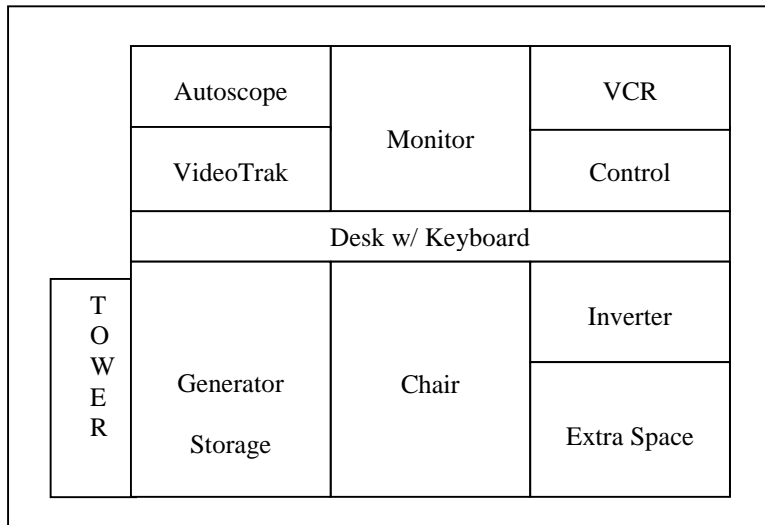 Autoscope
VideoTrak
Monitor
VCR
Control
Desk w/ Keyboard
T
O
W
E
R
Generator
Storage
Chair
Inverter
Extra Space